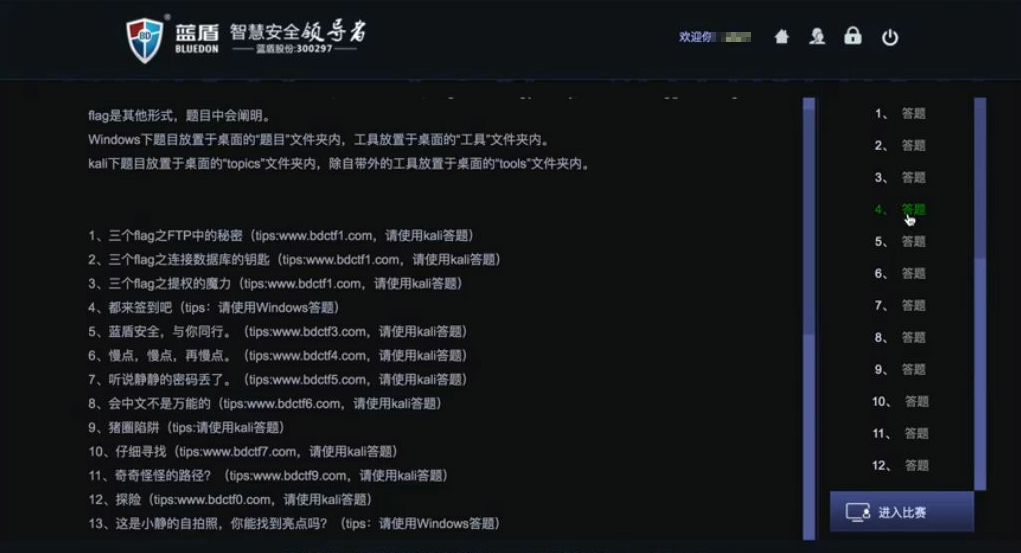 BD
蓝盾
BLUEDON
智慧安全领导者
蓝盾股份:300297
欢迎你
flag是其他形式，题目中会阐明。
Windows下题目放置于桌面的“题目”文件夹内，工具放置于桌面的“工具”文件夹内。
kali下题目放置于桌面的“topics”文件夹内，除自带外的工具放置于桌面的“tools”文件夹内。
1、三个flag之FTP中的秘密（tips:www.bdctf1.com，请使用kali答题）
2、三个flag之连接数据库的钥匙（tips:www.bdctf1.com，请使用kali答题）
3、三个flag之提权的魔力（tips:www.bdctf1.com，请使用kali答题）
4、都来签到吧（tips：请使用Windows答题）
5、蓝盾安全，与你同行。（tips:www.bdctf3.com，请使用kali答题）
6、慢点，慢点，再慢点。（tips:www.bdctf4.com，请使用kali答题）
7、听说静静的密码丢了。（tips:www.bdctf5.com，请使用kali答题）
8、会中文不是万能的（tips:www.bdctf6.com，请使用kali答题）
9、猪圈陷阱（tips:请使用kali答题）
10、仔细寻找（tips:www.bdctf7.com，请使用kali答题）
11、奇奇怪怪的路径？（tips:www.bdctf9.com，请使用kali答题）
12、探险（tips:www.bdctf0.com，请使用kali答题）
13、这是小静的自拍照，你能找到亮点吗？（tips：请使用Windows答题）
1、答题
2、答题
3、答题
4、答题
5、答题
6、答题
7、答题
8、答题
9、答题
10、答题
11、答题
12、答题
进入比赛